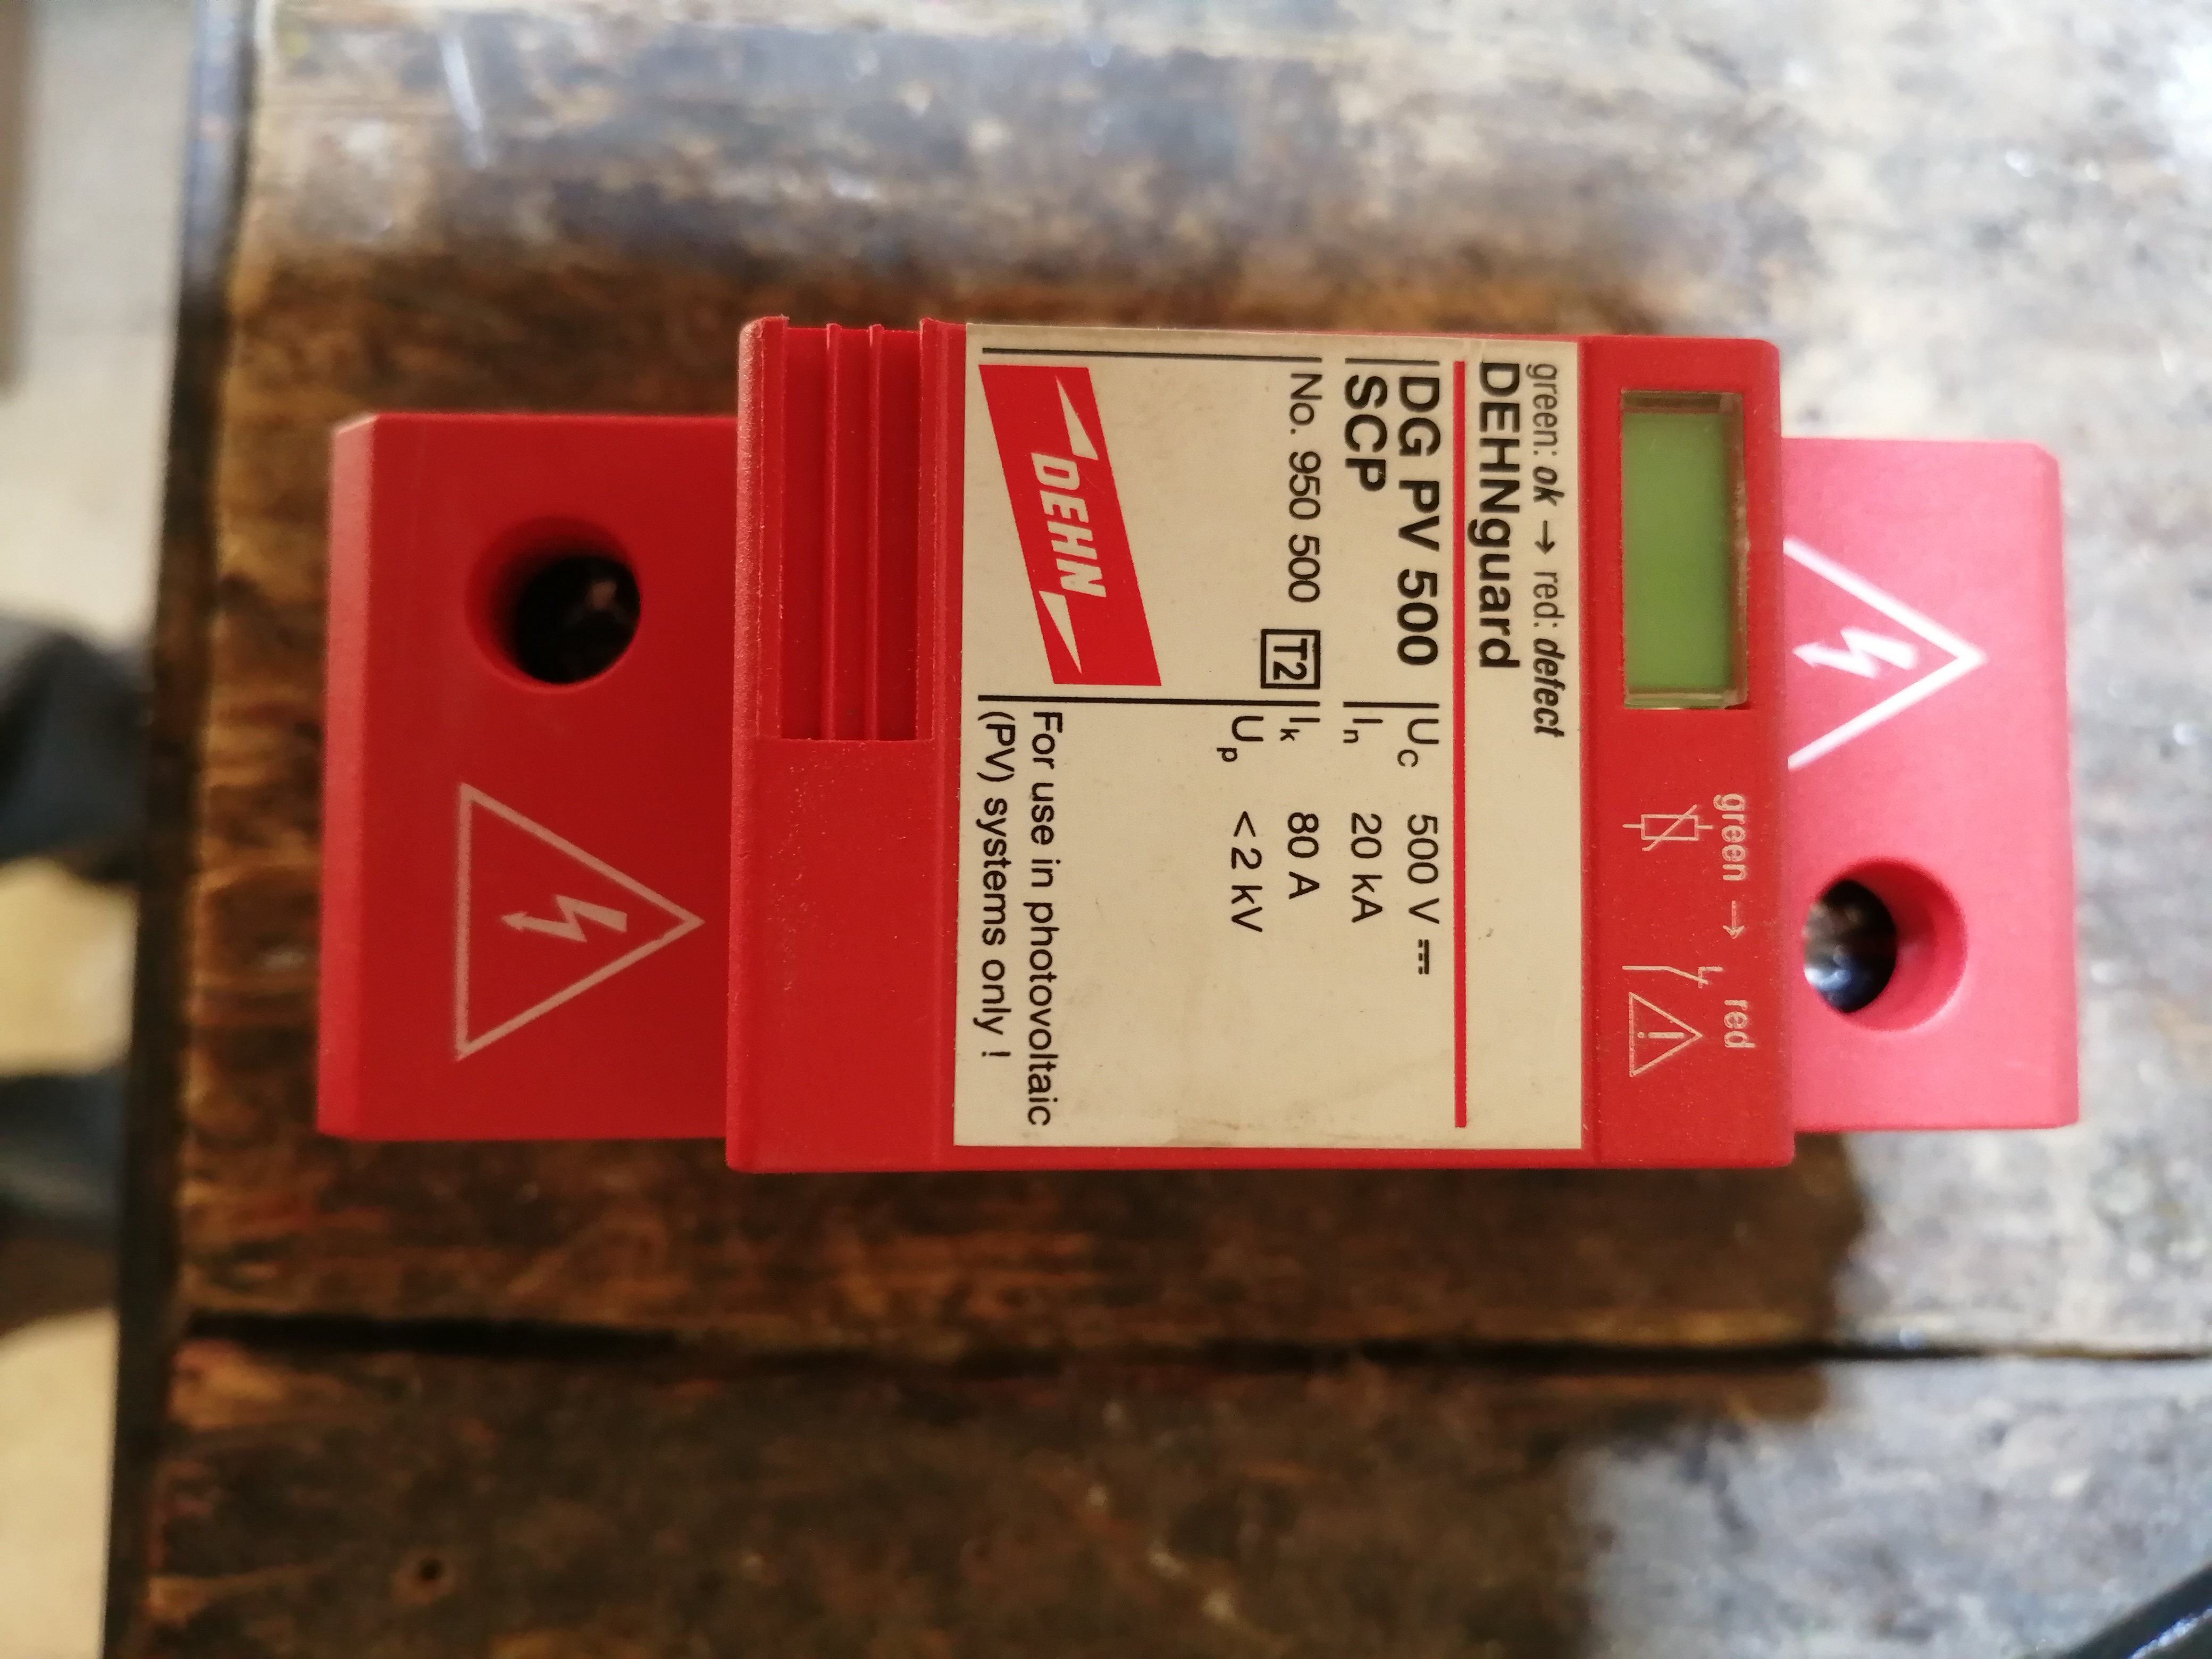 green → red
green: ok → red: defect
DEHNguard
DG PV 500
SCP
No. 950 500 T2
DEHN
Uc 500 V
In 20 kA
Ik 80 A
Up <2 kV
For use in photovoltaic
(PV) systems only !